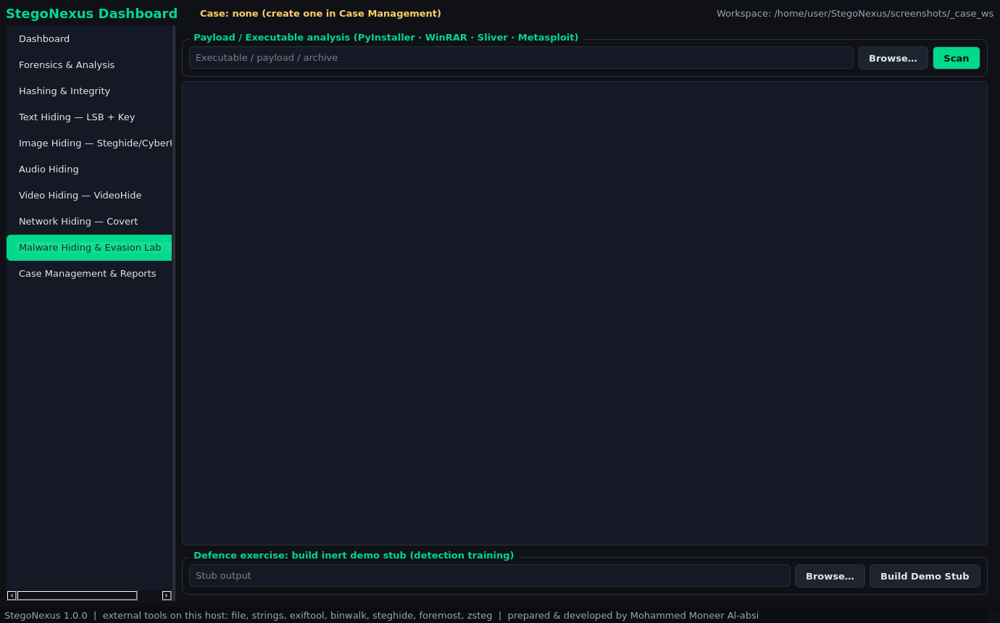 StegoNexus Dashboard
Case: none (create one in Case Management)
Workspace: /home/user/StegoNexus/screenshots/_case_ws
Dashboard
Forensics & Analysis
Hashing & Integrity
Text Hiding — LSB + Key
Image Hiding — Steghide/Cyber
Audio Hiding
Video Hiding — VideoHide
Network Hiding — Covert
Malware Hiding & Evasion Lab
Case Management & Reports
Payload / Executable analysis (PyInstaller · WinRAR · Sliver · Metasploit)
Executable / payload / archive
Browse…
Scan
Defence exercise: build inert demo stub (detection training)
Stub output
Browse…
Build Demo Stub
StegoNexus 1.0.0 | external tools on this host: file, strings, exiftool, binwalk, steghide, foremost, zsteg | prepared & developed by Mohammed Moneer Al-absi